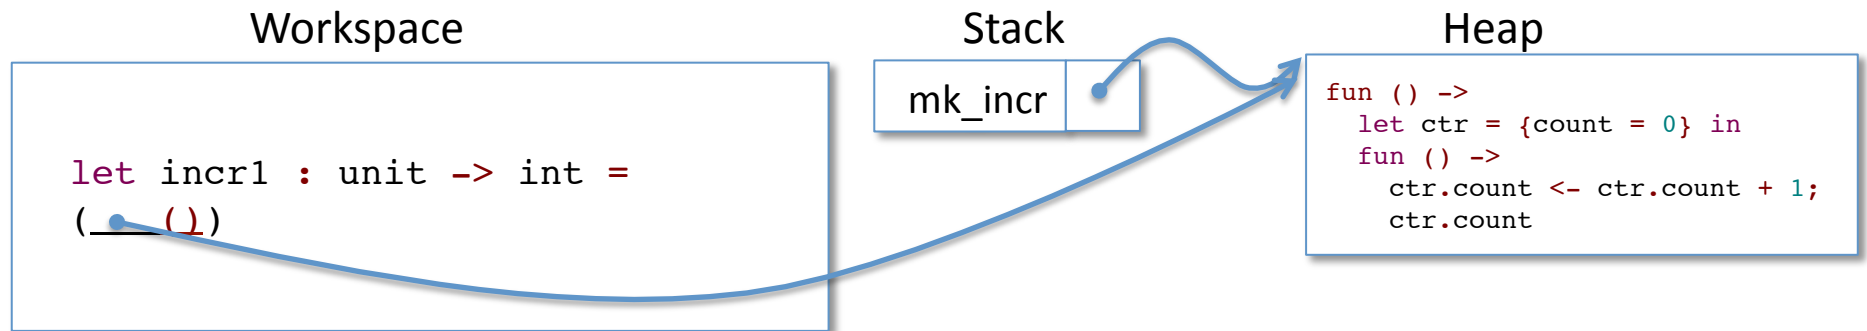 Workspace
Stack
Heap
let incr1 : unit -> int =
( ())
mk_incr
fun () ->
let ctr = {count = 0} in
fun () ->
ctr.count <- ctr.count + 1;
ctr.count